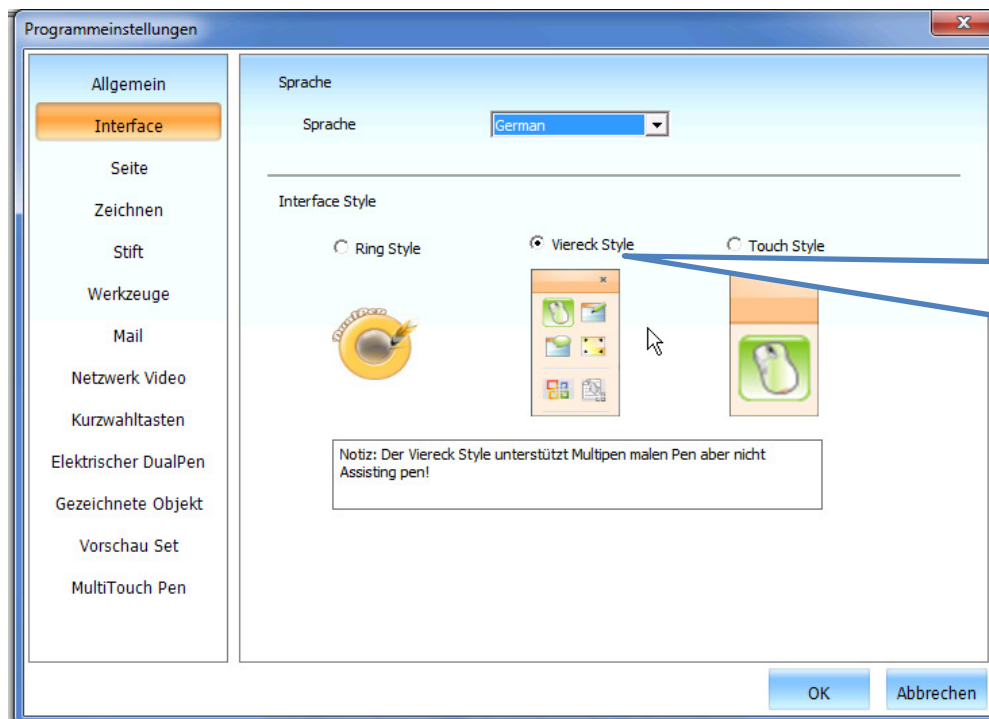 Programmeinstellungen
Allgemein
Interface
Seite
Zeichnen
Stift
Werkzeuge
Mail
Netzwerk Video
Kurzwahltasten
Elektrischer DualPen
Gezeichnete Objekt
Vorschau Set
MultiTouch Pen
Sprache
Sprache
German
Interface Style
Ring Style
Viereck Style
Touch Style
DualPen
Notiz: Der Viereck Style unterstützt Multipen malen Pen aber nicht
Assisting pen!
OK
Abbrechen